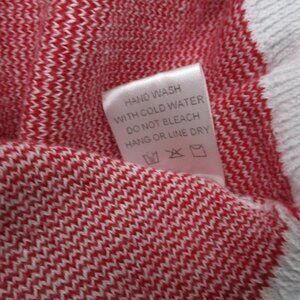 HAND WASH
WITH COLD WATER
DO NOT BLEACH
HANG OR LINE DRY